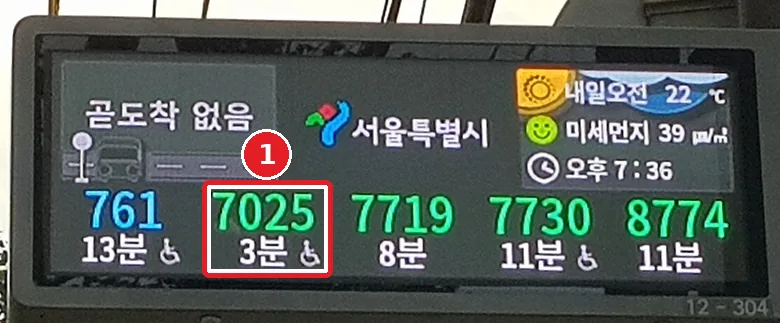 곧도착 없음
서울특별시
내일오전 22 ℃
미세먼지 39 ㎍/㎥
오후 7:36
1
761 7025 7719 7730 8774
13분 3분 8분 11분 11분
12-304